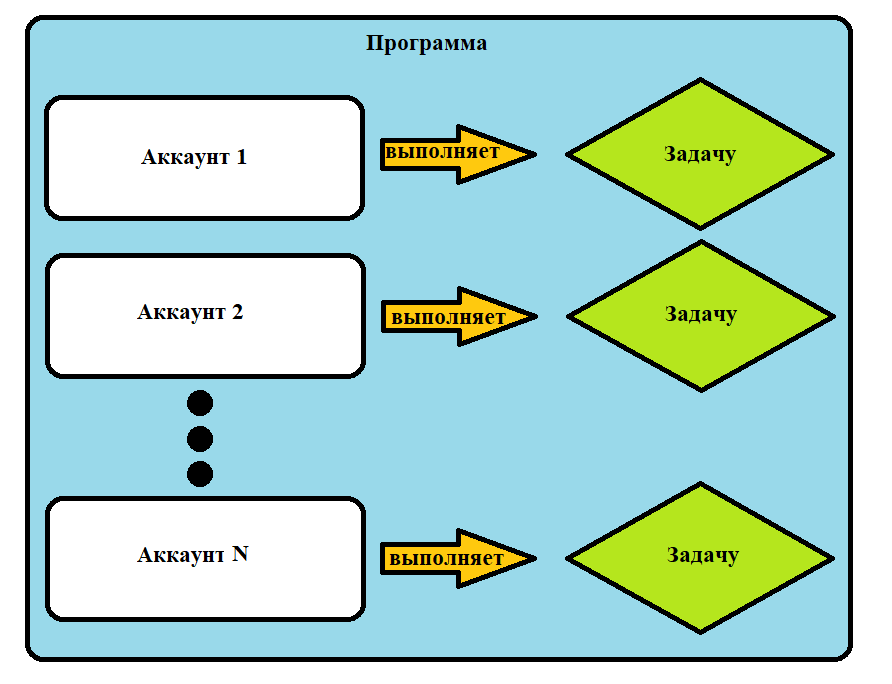 Программа
Аккаунт 1
выполняет
Задачу
Аккаунт 2
выполняет
Задачу
Аккаунт N
выполняет
Задачу